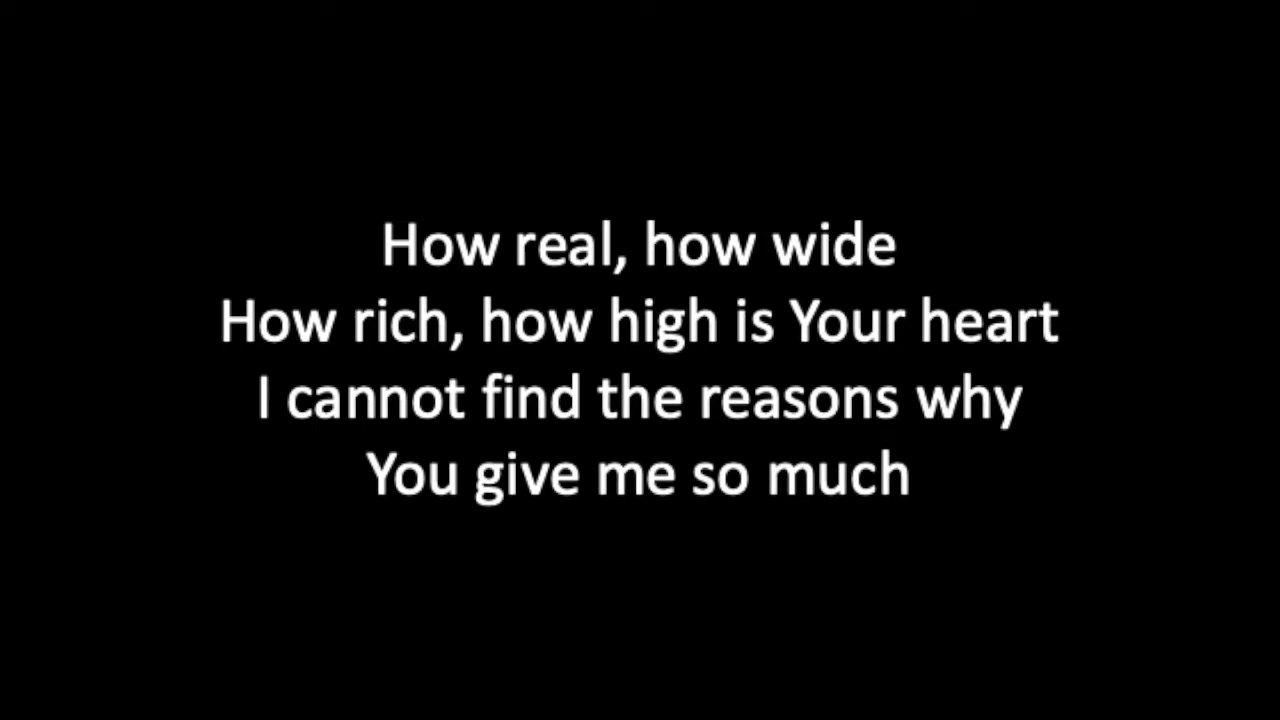 How real, how wide
How rich, how high is Your heart
I cannot find the reasons why
You give me so much